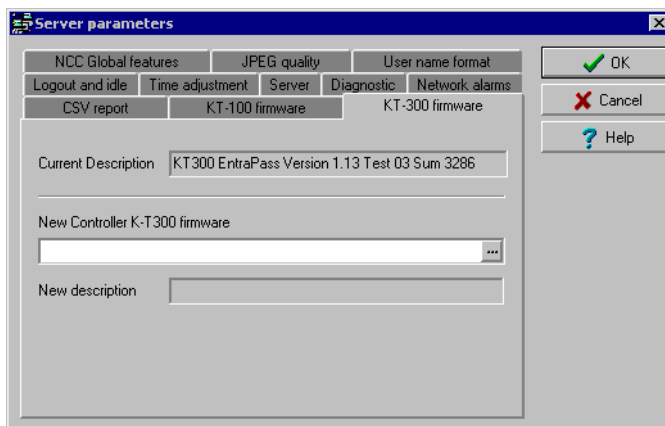 Server parameters
NCC Global features JPEG quality User name format
Logout and idle Time adjustment Server Diagnostic Network alarms
CSV report KT-100 firmware KT-300 firmware
Current Description KT300 EntraPass Version 1.13 Test 03 Sum 3286
New Controller K-T300 firmware
...
New description
OK
Cancel
? Help